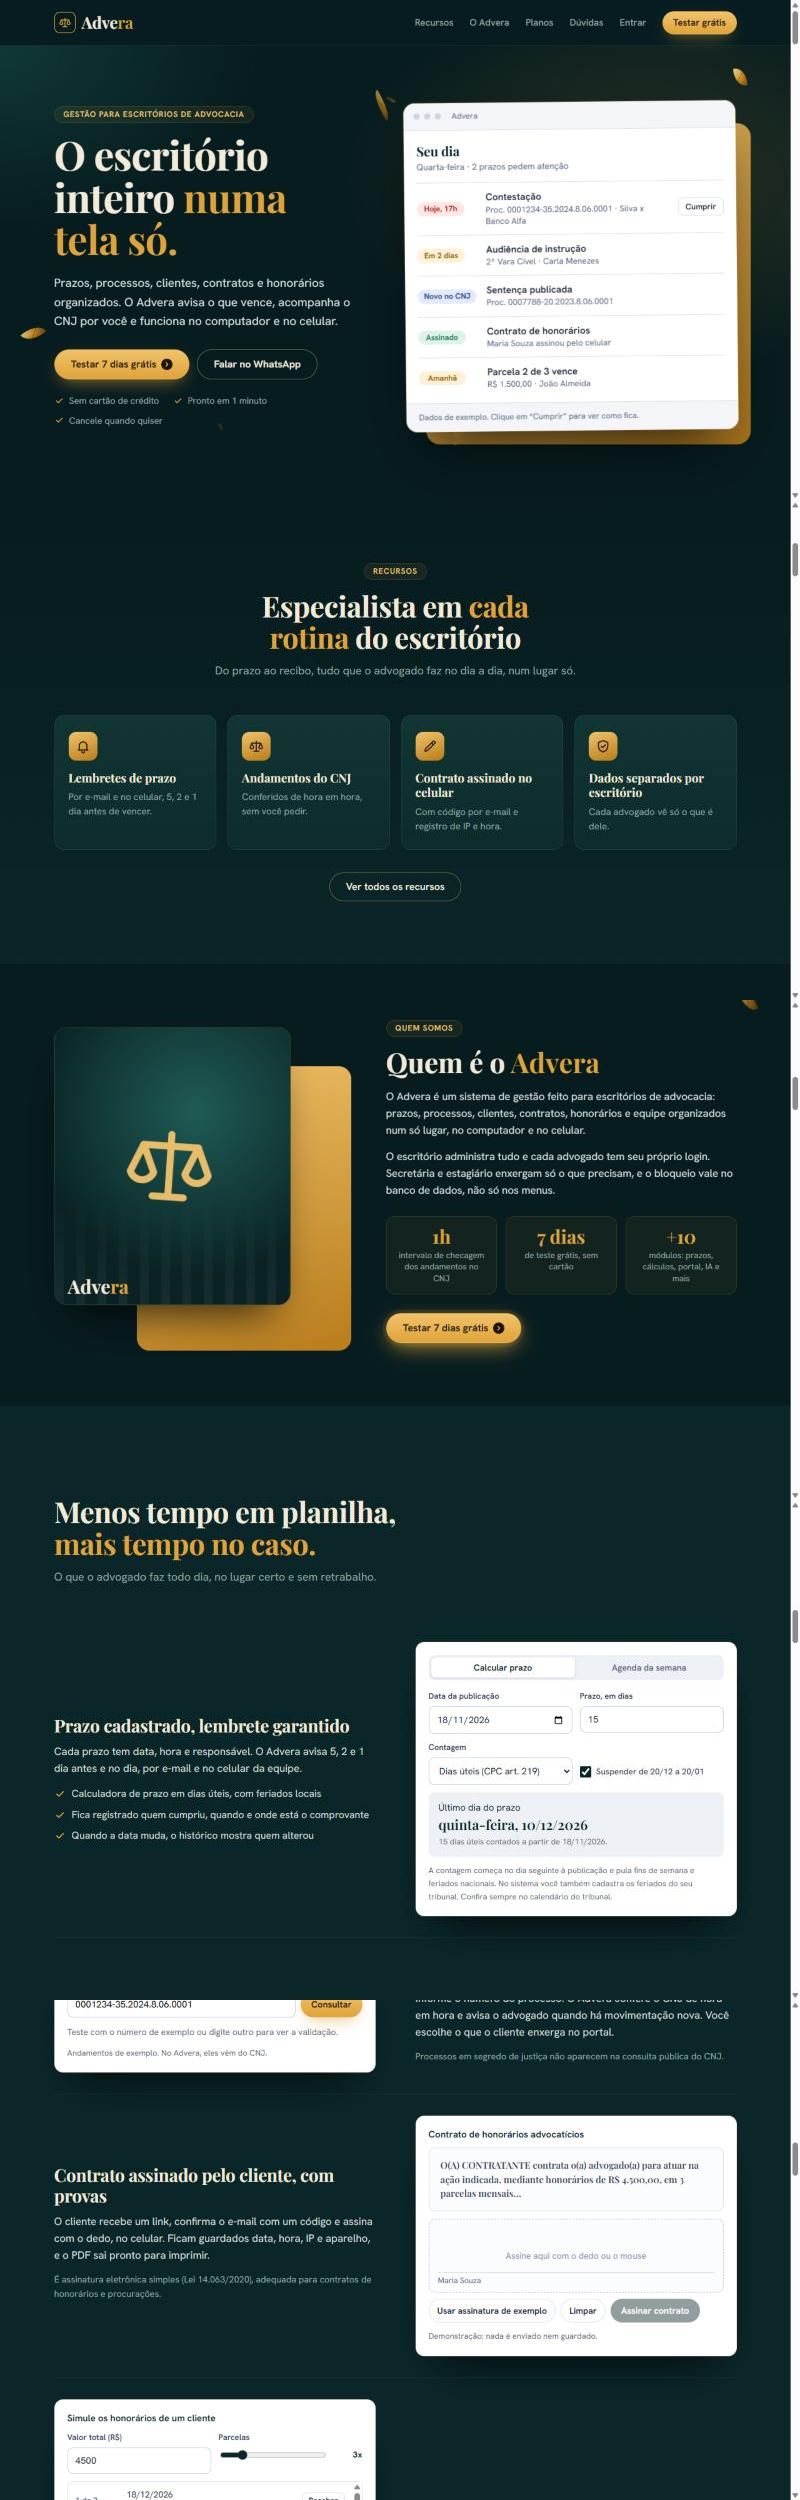 Advera
Recursos O Advera Planos Dúvidas Entrar Testar grátis
GESTÃO PARA ESCRITÓRIOS DE ADVOCACIA
O escritório
inteiro numa
tela só.
Prazos, processos, clientes, contratos e honorários
organizados. O Advera avisa o que vence, acompanha o
CNJ por você e funciona no computador e no celular.
Testar 7 dias grátis
Falar no WhatsApp
Sem cartão de crédito
Pronto em 1 minuto
Cancele quando quiser
Advera
Seu dia
Quarta-feira · 2 prazos pedem atenção
Hoje, 17h
Contestação
Proc. 0001234-35.2024.8.06.0001 · Silva x
Banco Alfa
Cumprir
Em 2 dias
Audiência de instrução
2ª Vara Cível · Carla Menezes
Novo no CNJ
Sentença publicada
Proc. 0007788-20.2023.8.06.0001
Assinado
Contrato de honorários
Maria Souza assinou pelo celular
Amanhã
Parcela 2 de 3 vence
R$ 1.500,00 · João Almeida
Dados de exemplo. Clique em “Cumprir” para ver como fica.
RECURSOS
Especialista em cada
rotina do escritório
Do prazo ao recibo, tudo que o advogado faz no dia a dia, num lugar só.
Lembretes de prazo
Por e-mail e no celular, 5, 2 e 1
dia antes de vencer.
Andamentos do CNJ
Conferidos de hora em hora,
sem você pedir.
Contrato assinado no
celular
Com código por e-mail e
registro de IP e hora.
Dados separados por
escritório
Cada advogado vê só o que é
dele.
Ver todos os recursos
Advera
QUEM SOMOS
Quem é o Advera
O Advera é um sistema de gestão feito para escritórios de advocacia:
prazos, processos, clientes, contratos, honorários e equipe organizados
num só lugar, no computador e no celular.
O escritório administra tudo e cada advogado tem seu próprio login.
Secretária e estagiário enxergam só o que precisam, e o bloqueio vale no
banco de dados, não só nos menus.
1h
intervalo de checagem
dos andamentos no
CNJ
7 dias
de teste grátis, sem
cartão
+10
módulos: prazos,
cálculos, portal, IA e
mais
Testar 7 dias grátis
Menos tempo em planilha,
mais tempo no caso.
O que o advogado faz todo dia, no lugar certo e sem retrabalho.
Prazo cadastrado, lembrete garantido
Cada prazo tem data, hora e responsável. O Advera avisa 5, 2 e 1
dia antes e no dia, por e-mail e no celular da equipe.
Calculadora de prazo em dias úteis, com feriados locais
Fica registrado quem cumpriu, quando e onde está o comprovante
Quando a data muda, o histórico mostra quem alterou
Calcular prazo
Agenda da semana
Data da publicação
Prazo, em dias
18/11/2026
15
Contagem
Dias úteis (CPC art. 219)
Suspender de 20/12 a 20/01
Último dia do prazo
quinta-feira, 10/12/2026
15 dias úteis contados a partir de 18/11/2026.
A contagem começa no dia seguinte à publicação e pula fins de semana e
feriados nacionais. No sistema você também cadastra os feriados do seu
tribunal. Confira sempre no calendário do tribunal.
0001234-35.2024.8.06.0001
Consultar
Teste com o número de exemplo ou digite outro para ver a validação.
Andamentos de exemplo. No Advera, eles vêm do CNJ.
Informe o número do processo. O Advera confere o CNJ de hora
em hora e avisa o advogado quando há movimentação nova. Você
escolhe o que o cliente enxerga no portal.
Processos em segredo de justiça não aparecem na consulta pública do CNJ.
Contrato assinado pelo cliente, com
provas
O cliente recebe um link, confirma o e-mail com um código e assina
com o dedo, no celular. Ficam guardados data, hora, IP e aparelho,
e o PDF sai pronto para imprimir.
É assinatura eletrônica simples (Lei 14.063/2020), adequada para contratos de
honorários e procurações.
Contrato de honorários advocatícios
O(A) CONTRATANTE contrata o(a) advogado(a) para atuar na
ação indicada, mediante honorários de R$ 4.500,00, em 3
parcelas mensais...
Assine aqui com o dedo ou o mouse
Maria Souza
Usar assinatura de exemplo
Limpar
Assinar contrato
Demonstração: nada é enviado nem guardado.
Simule os honorários de um cliente
Valor total (R$)
Parcelas
4500
3x
18/12/2026